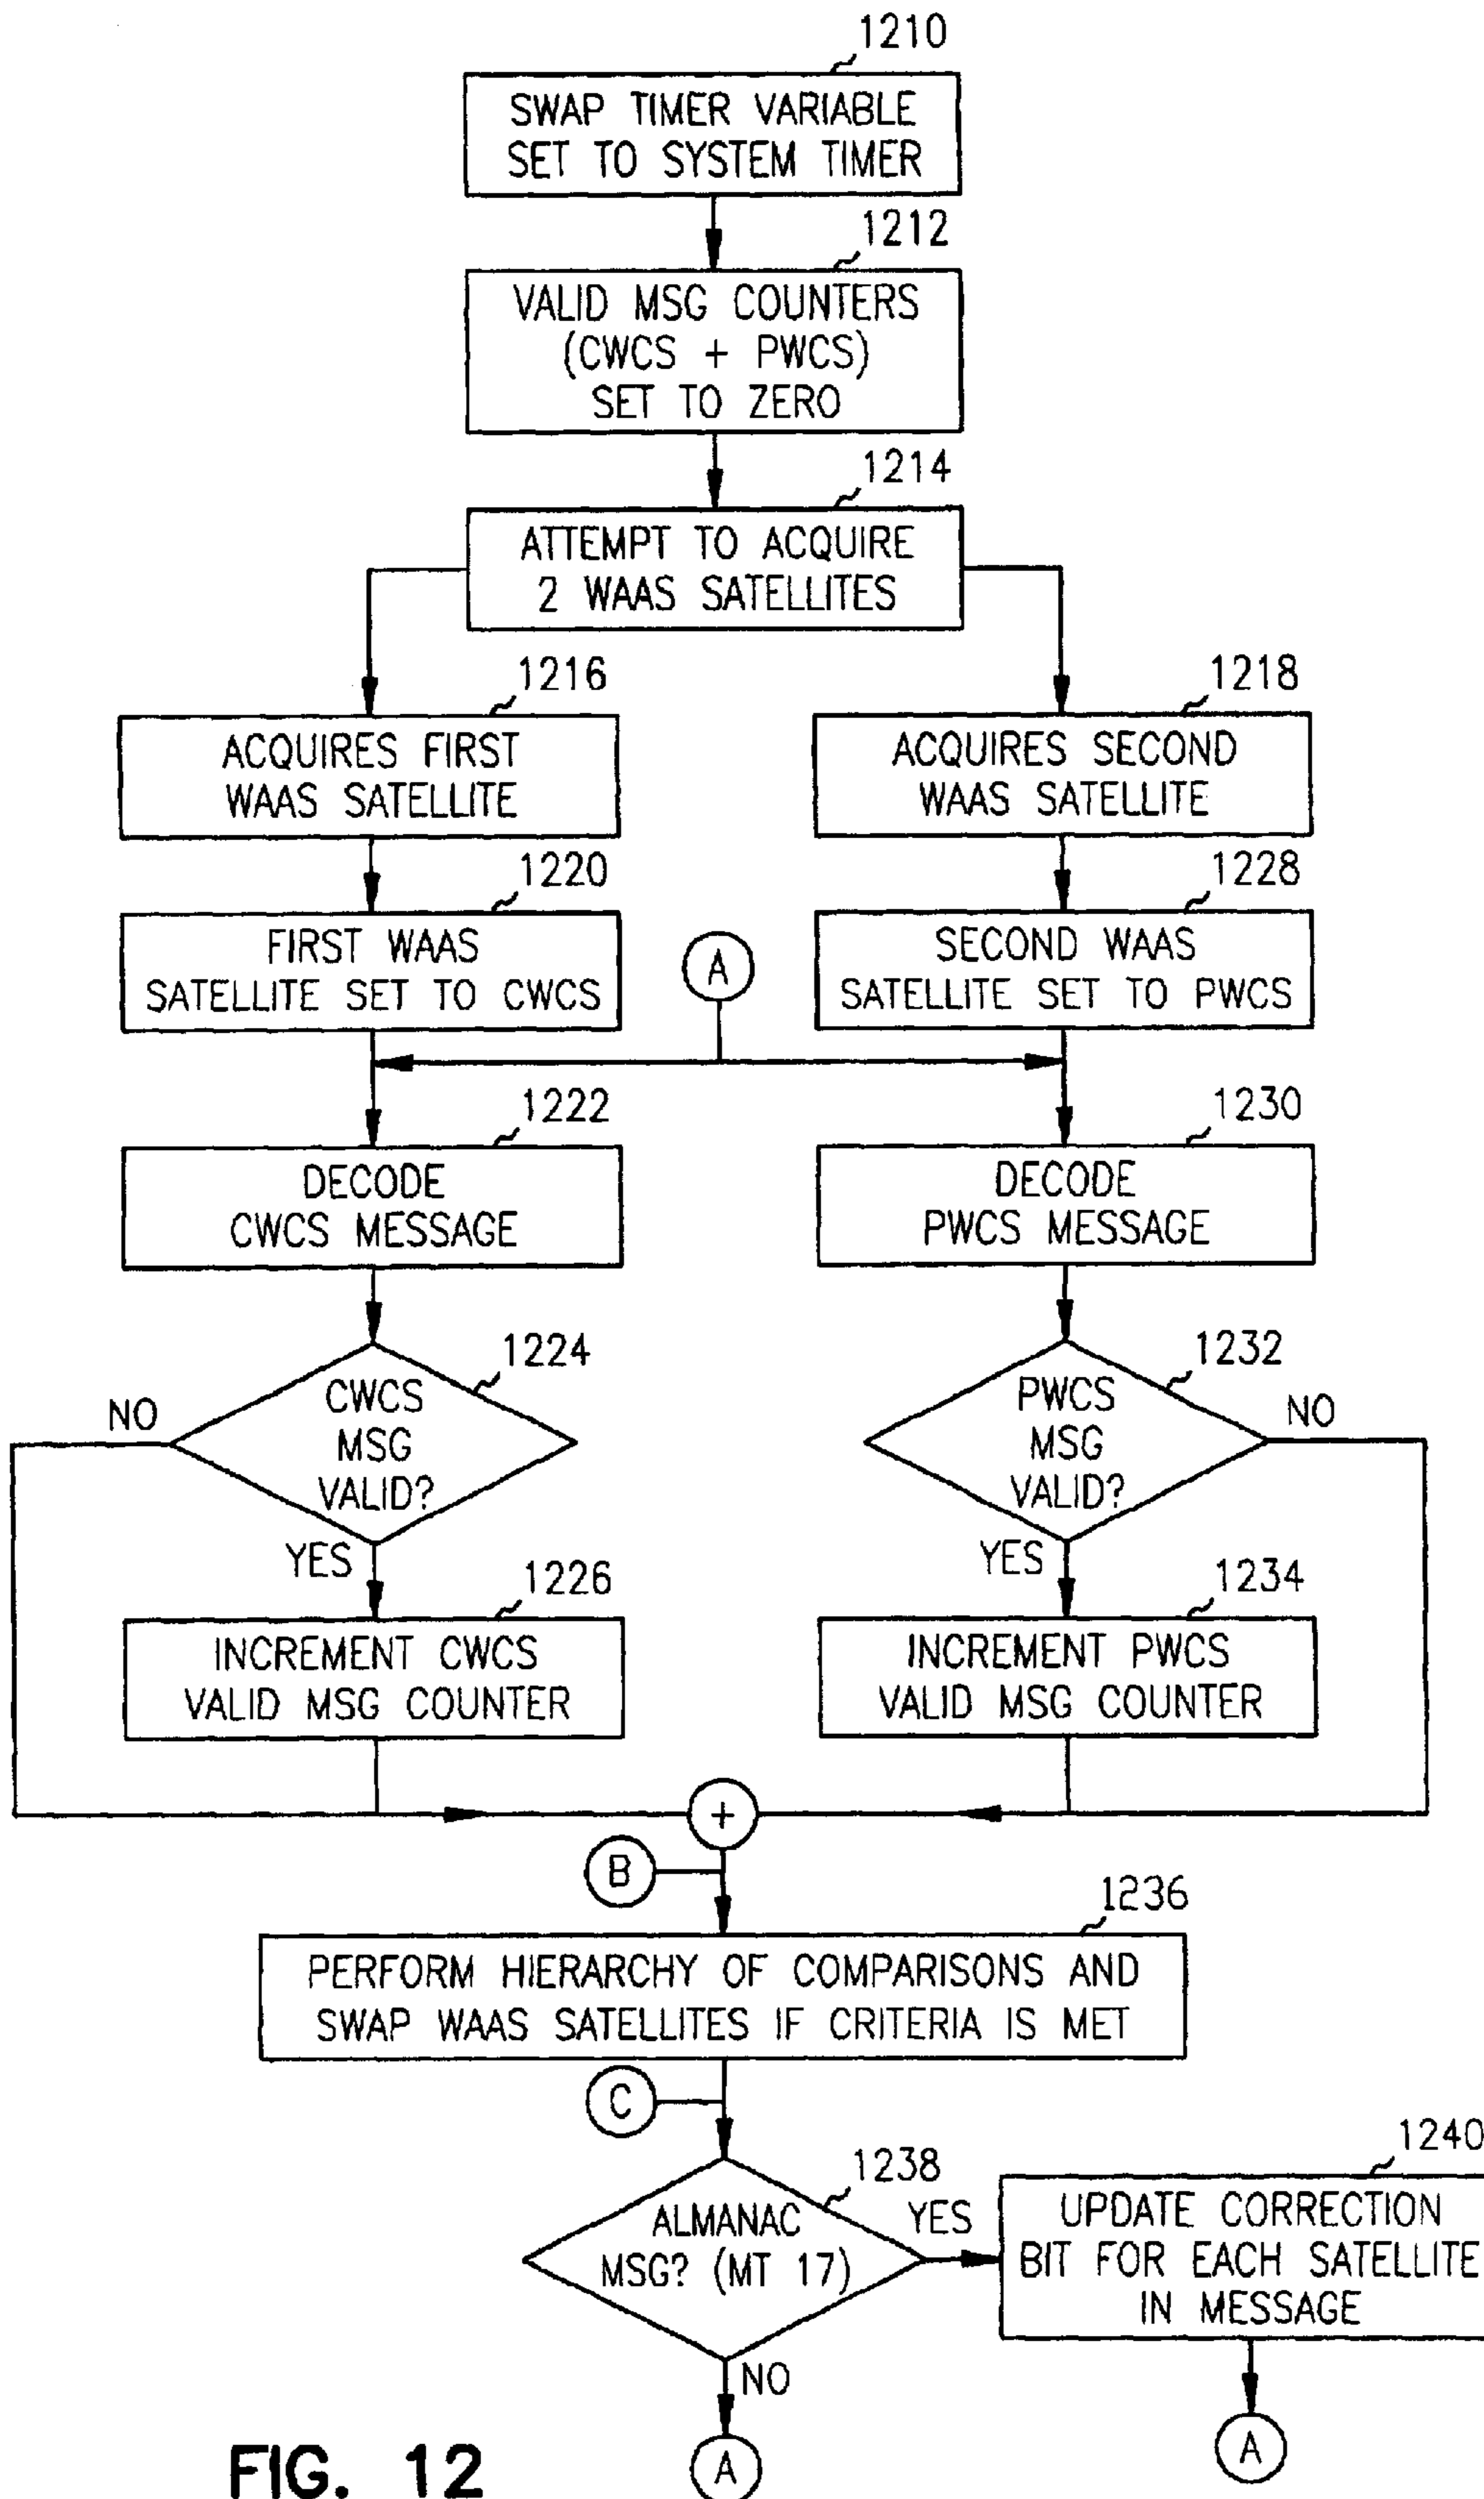 1210
SWAP TIMER VARIABLE
SET TO SYSTEM TIMER
1212
VALID MSG COUNTERS
(CWCS + PWCS)
SET TO ZERO
1214
ATTEMPT TO ACQUIRE
2 WAAS SATELLITES
1216
ACQUIRES FIRST
WAAS SATELLITE
1218
ACQUIRES SECOND
WAAS SATELLITE
1220
FIRST WAAS
SATELLITE SET TO CWCS
A
1228
SECOND WAAS
SATELLITE SET TO PWCS
1222
DECODE
CWCS MESSAGE
1230
DECODE
PWCS MESSAGE
1224
CWCS
MSG
VALID?
NO
YES
1232
PWCS
MSG
VALID?
NO
YES
1226
INCREMENT CWCS
VALID MSG COUNTER
1234
INCREMENT PWCS
VALID MSG COUNTER
+
B
1236
PERFORM HIERARCHY OF COMPARISONS AND
SWAP WAAS SATELLITES IF CRITERIA IS MET
C
1238
ALMANAC
MSG? (MT 17)
YES
1240
UPDATE CORRECTION
BIT FOR EACH SATELLITE
IN MESSAGE
NO
A
A
FIG. 12